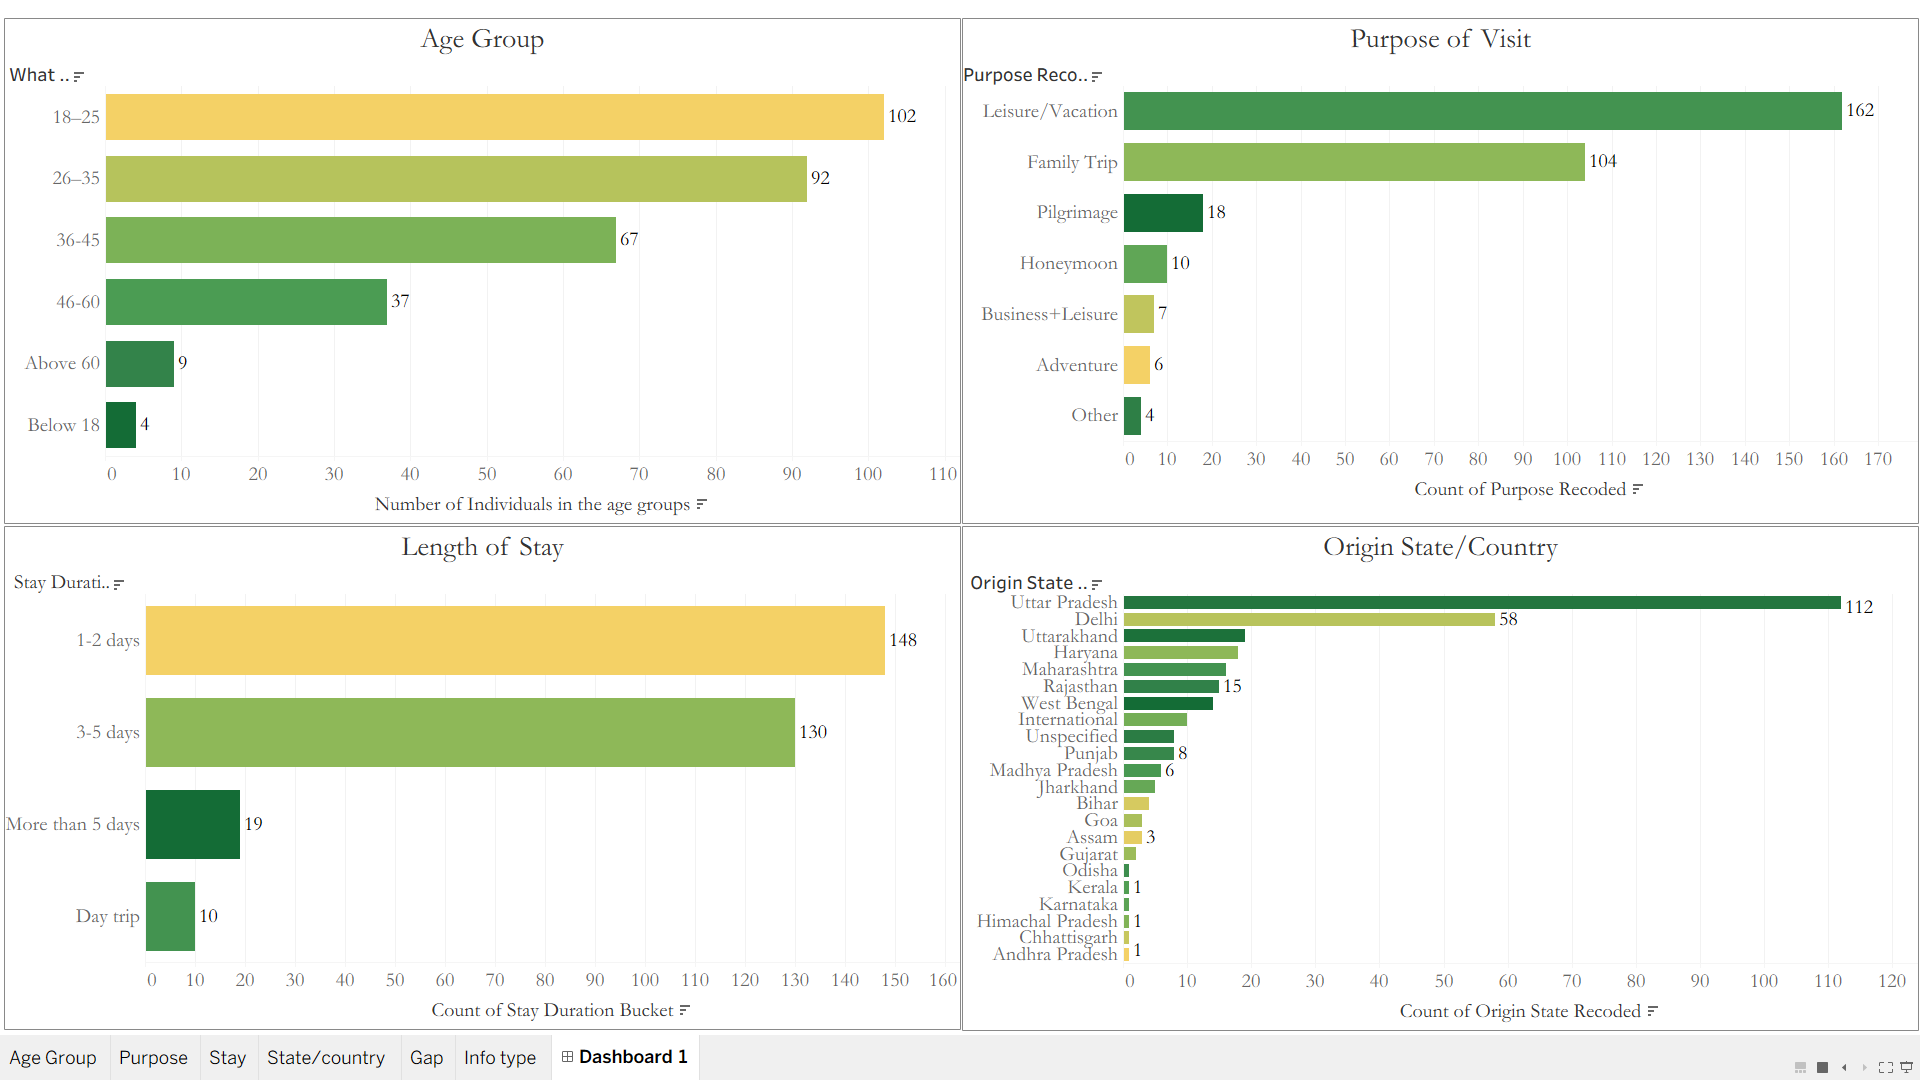 Age Group
What ..
18–25 102
26–35 92
36-45 67
46-60 37
Above 60 9
Below 18 4
0 10 20 30 40 50 60 70 80 90 100 110
Number of Individuals in the age groups
Purpose of Visit
Purpose Reco..
Leisure/Vacation 162
Family Trip 104
Pilgrimage 18
Honeymoon 10
Business+Leisure 7
Adventure 6
Other 4
0 10 20 30 40 50 60 70 80 90 100 110 120 130 140 150 160 170
Count of Purpose Recoded
Length of Stay
Stay Durati..
1-2 days 148
3-5 days 130
More than 5 days 19
Day trip 10
0 10 20 30 40 50 60 70 80 90 100 110 120 130 140 150 160
Count of Stay Duration Bucket
Origin State/Country
Origin State ..
Uttar Pradesh 112
Delhi 58
Uttarakhand
Haryana
Maharashtra
Rajasthan 15
West Bengal
International
Unspecified
Punjab 8
Madhya Pradesh 6
Jharkhand
Bihar
Goa
Assam 3
Gujarat
Odisha
Kerala 1
Karnataka
Himachal Pradesh 1
Chhattisgarh
Andhra Pradesh 1
0 10 20 30 40 50 60 70 80 90 100 110 120
Count of Origin State Recoded
Age Group Purpose Stay State/country Gap Info type Dashboard 1